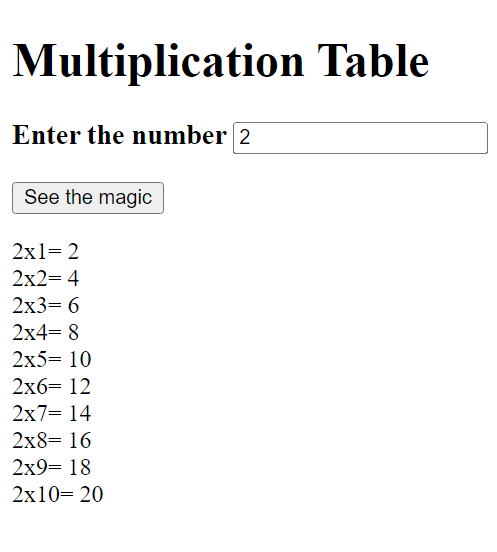 Multiplication Table
Enter the number 2
See the magic
2x1= 2
2x2= 4
2x3= 6
2x4= 8
2x5= 10
2x6= 12
2x7= 14
2x8= 16
2x9= 18
2x10= 20